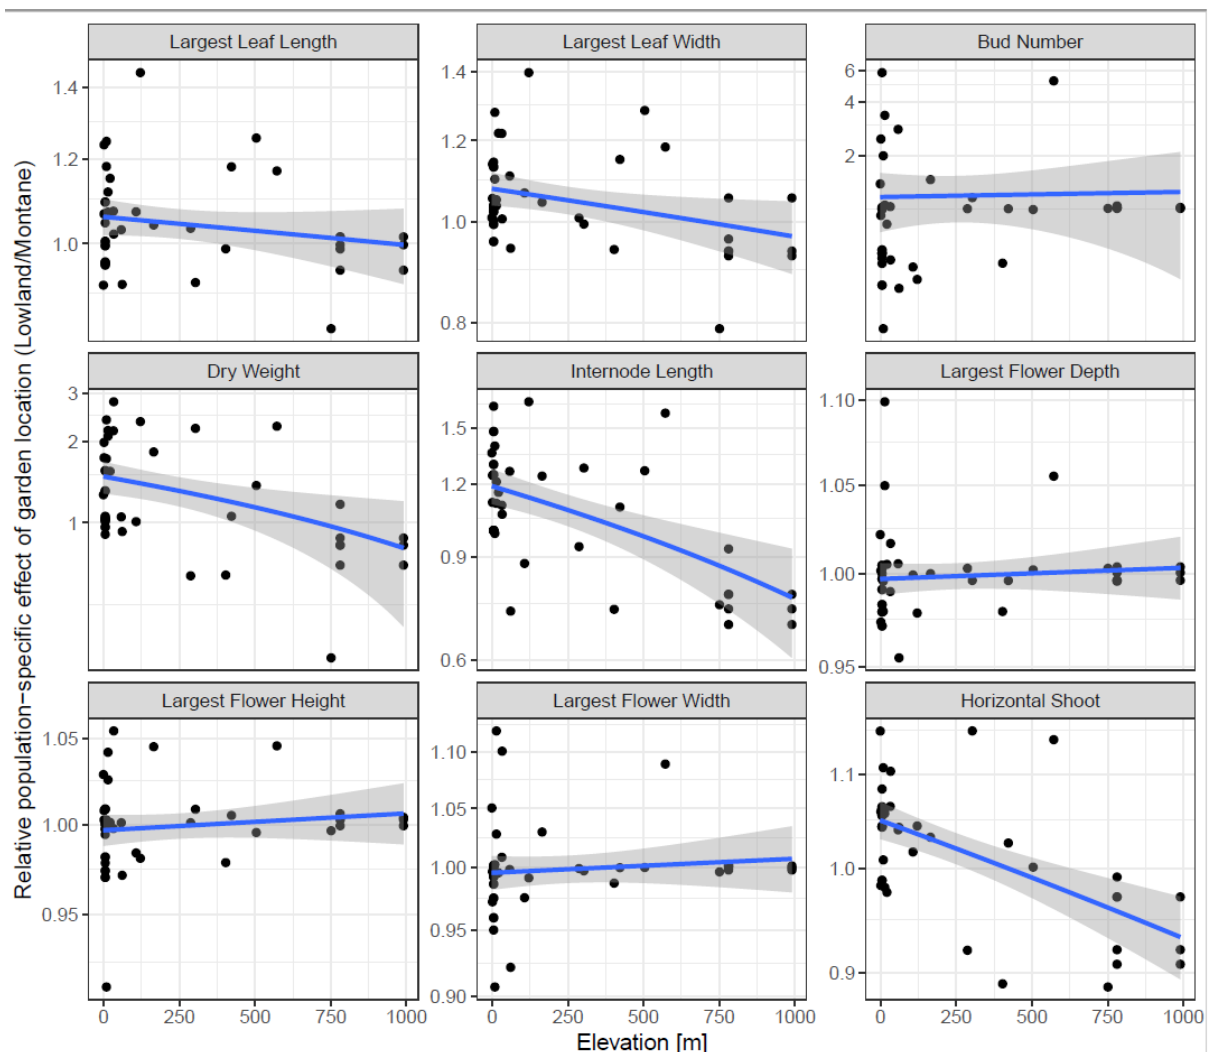 Relative population−specific effect of garden location (Lowland/Montane)
Largest Leaf Length
Largest Leaf Width
Bud Number
1.4
1.2
1.0
1.4
1.2
1.0
0.8
6
4
2
Dry Weight
Internode Length
Largest Flower Depth
3
2
1
1.5
1.2
0.9
0.6
1.10
1.05
1.00
0.95
Largest Flower Height
Largest Flower Width
Horizontal Shoot
1.05
1.00
0.95
1.10
1.05
1.00
0.95
0.90
1.1
1.0
0.9
0 250 500 750 1000
0 250 500 750 1000
0 250 500 750 1000
Elevation [m]